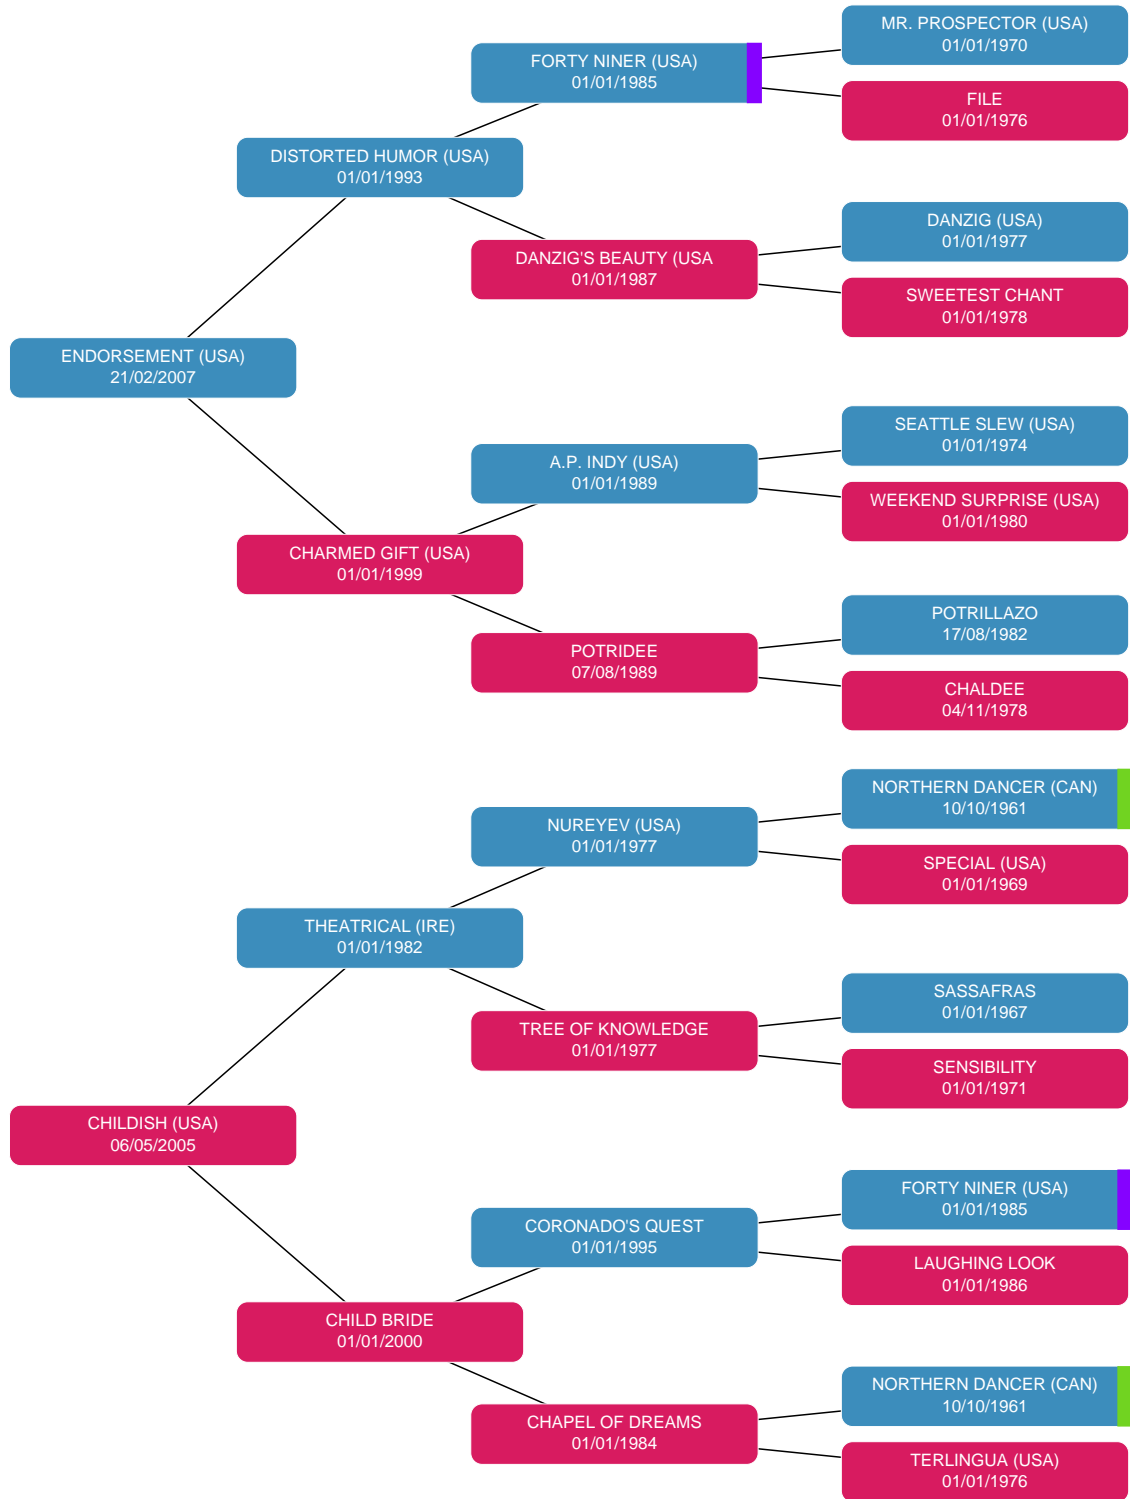 MR. PROSPECTOR (USA)
01/01/1970
FORTY NINER (USA)
01/01/1985
FILE
01/01/1976
DISTORTED HUMOR (USA)
01/01/1993
DANZIG (USA)
01/01/1977
DANZIG'S BEAUTY (USA
01/01/1987
SWEETEST CHANT
01/01/1978
ENDORSEMENT (USA)
21/02/2007
SEATTLE SLEW (USA)
01/01/1974
A.P. INDY (USA)
01/01/1989
WEEKEND SURPRISE (USA)
01/01/1980
CHARMED GIFT (USA)
01/01/1999
POTRILLAZO
17/08/1982
POTRIDEE
07/08/1989
CHALDEE
04/11/1978
NORTHERN DANCER (CAN)
10/10/1961
NUREYEV (USA)
01/01/1977
SPECIAL (USA)
01/01/1969
THEATRICAL (IRE)
01/01/1982
SASSAFRAS
01/01/1967
TREE OF KNOWLEDGE
01/01/1977
SENSIBILITY
01/01/1971
CHILDISH (USA)
06/05/2005
FORTY NINER (USA)
01/01/1985
CORONADO'S QUEST
01/01/1995
LAUGHING LOOK
01/01/1986
CHILD BRIDE
01/01/2000
NORTHERN DANCER (CAN)
10/10/1961
CHAPEL OF DREAMS
01/01/1984
TERLINGUA (USA)
01/01/1976